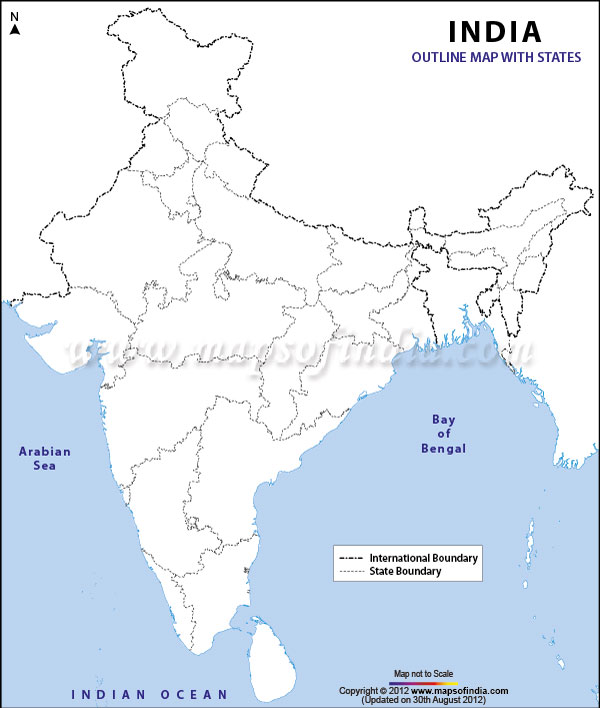 N
INDIA
OUTLINE MAP WITH STATES
www.mapsofindia.com
Arabian
Sea
Bay
of
Bengal
International Boundary
State Boundary
INDIAN OCEAN
Map not to Scale
Copyright © 2012 www.mapsofindia.com
(Updated on 30th August 2012)